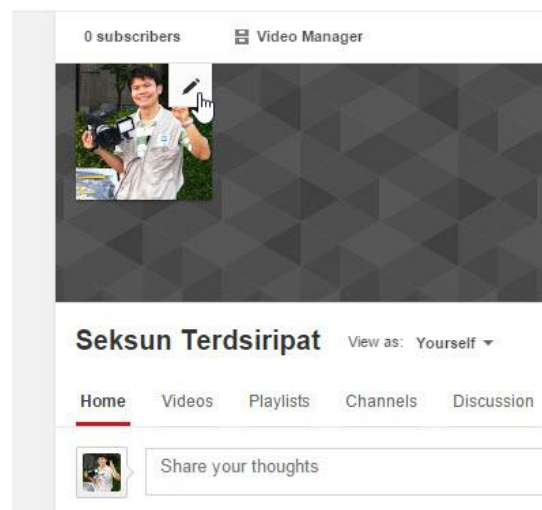 0 subscribers Video Manager
Seksun Terdsiripat View as: Yourself
Home Videos Playlists Channels Discussion
Share your thoughts